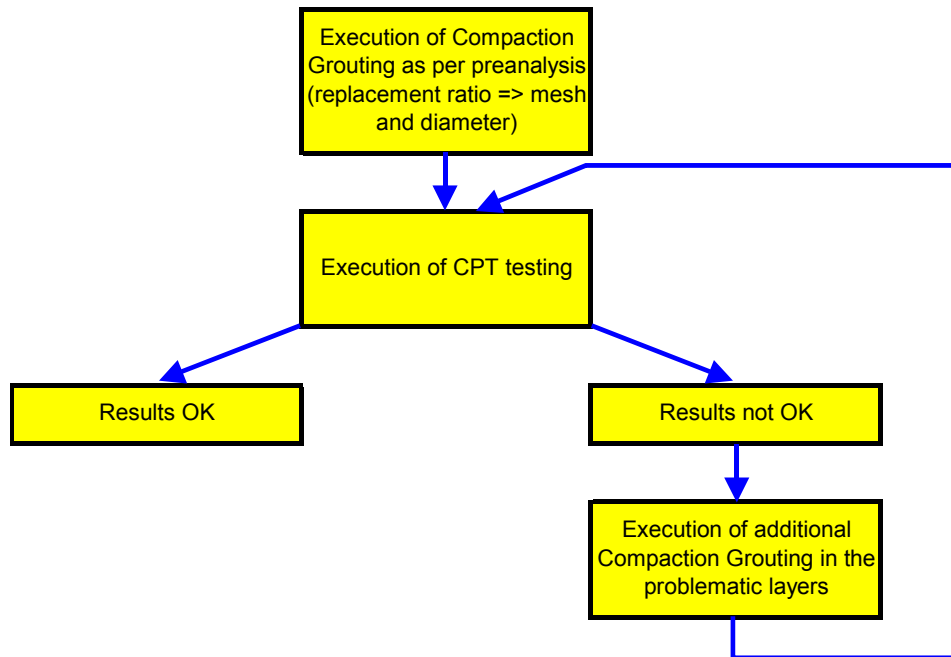 Execution of Compaction
Grouting as per preanalysis
(replacement ratio => mesh
and diameter)
Execution of CPT testing
Results OK
Results not OK
Execution of additional
Compaction Grouting in the
problematic layers